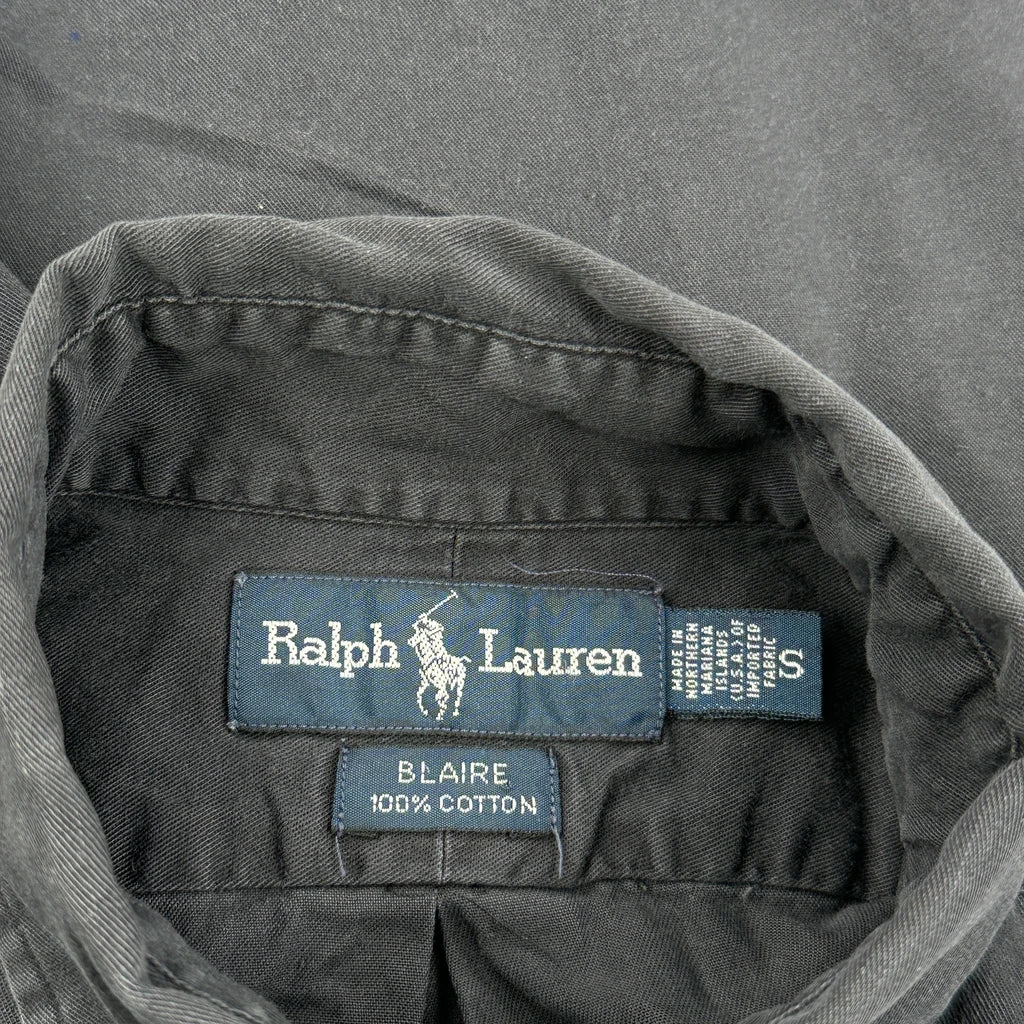 Ralph Lauren
MADE IN
NORTHERN
MARIANA
ISLANDS
(U.S.A.) OF
IMPORTED
FABRIC
S
BLAIRE
100% COTTON